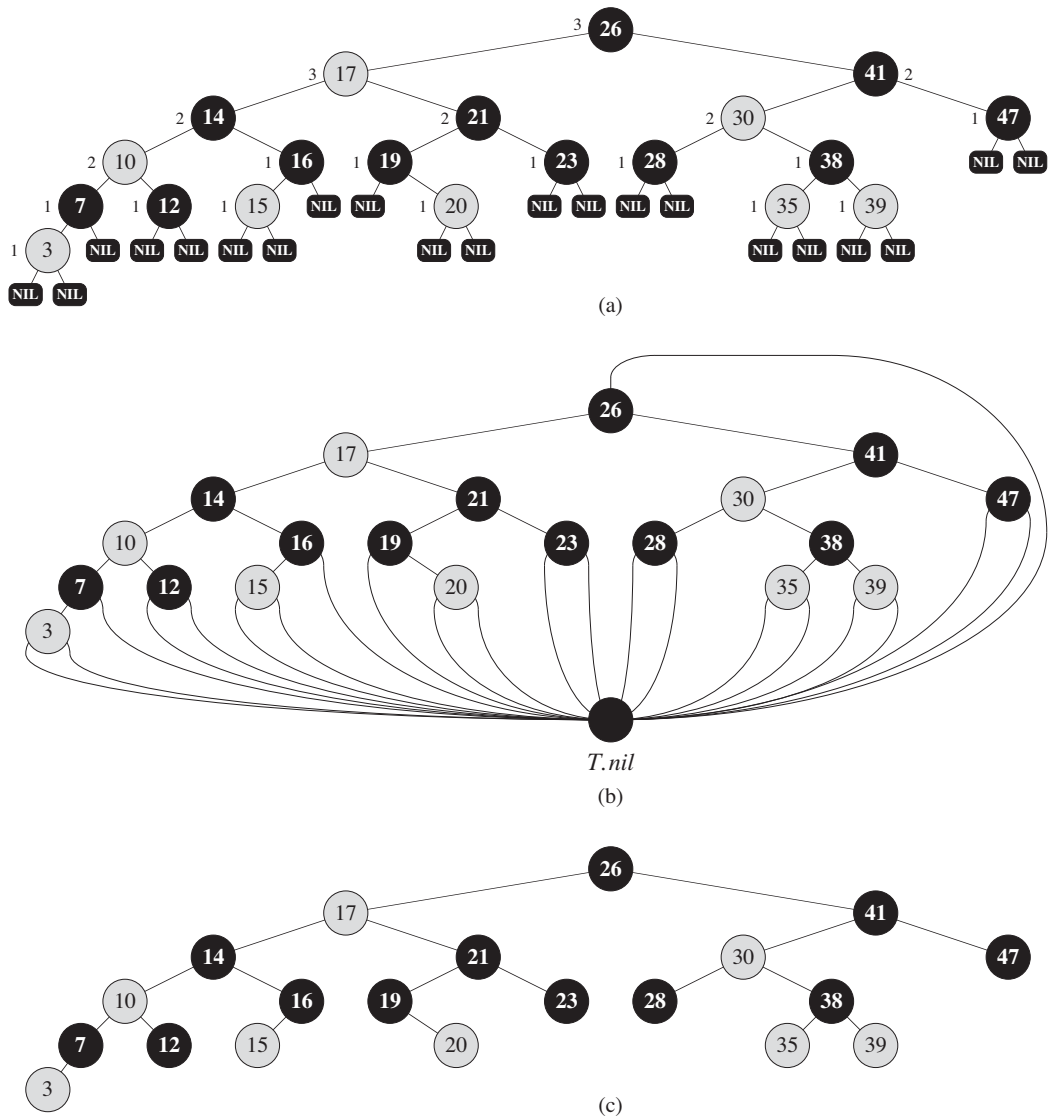 3 26
3 17 41 2
2 14 2 21 2 30 1 47
2 10 1 16 1 19 1 23 1 28 1 38 NIL NIL
1 7 1 12 1 15 NIL NIL 1 20 NIL NIL NIL NIL 1 35 1 39
1 3 NIL NIL NIL NIL NIL NIL NIL NIL NIL NIL NIL
NIL NIL
(a)
26
17 41
14 21 30 47
10 16 19 23 28 38
7 12 15 20 35 39
3
T.nil
(b)
26
17 41
14 21 30 47
10 16 19 23 28 38
7 12 15 20 35 39
3
(c)